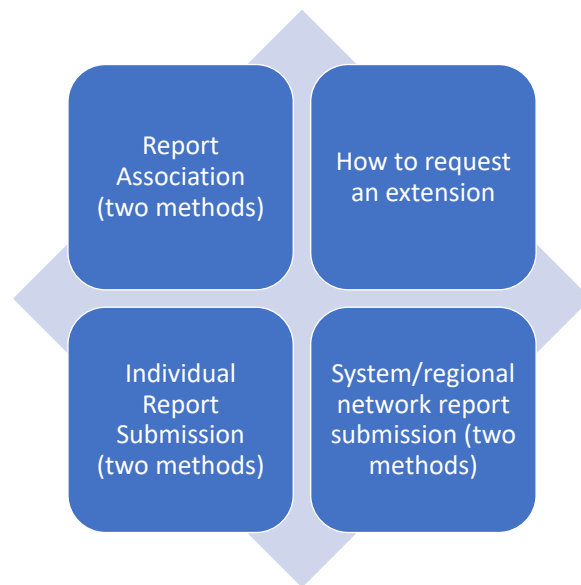 Report
Association
(two methods)
How to request
an extension
Individual
Report
Submission
(two methods)
System/regional
network report
submission (two
methods)